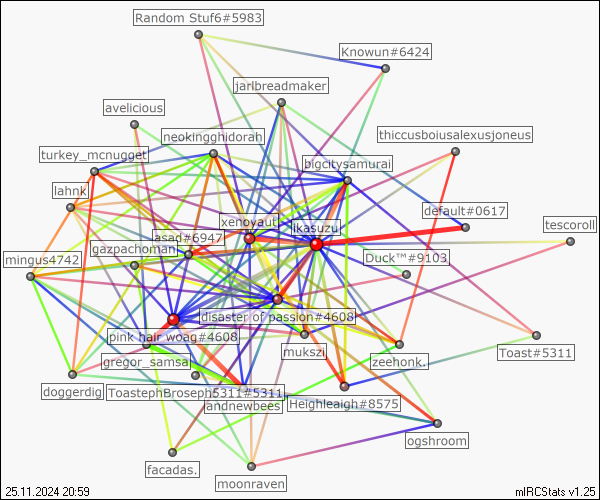 Random Stuf6#5983
Knowun#6424
jarlbreadmaker
avelicious
thiccusboiusalexusjoneus
neokingghidorah
turkey_mcnugget
bigcitysamurai
lahnk
default#0617
xenoyaut
ikasuzu
tescoroll
asad#6947
gazpachoman
mingus4742
Duck™#9103
disaster of passion#4608
pink hair woag#4608
mukszi
Toast#5311
gregor_samsa
zeehonk.
doggerdig
ToastephBroseph5311#5311
andnewbees
Heighleaigh#8575
ogshroom
facadas.
moonraven
25.11.2024 20:59
mIRCStats v1.25